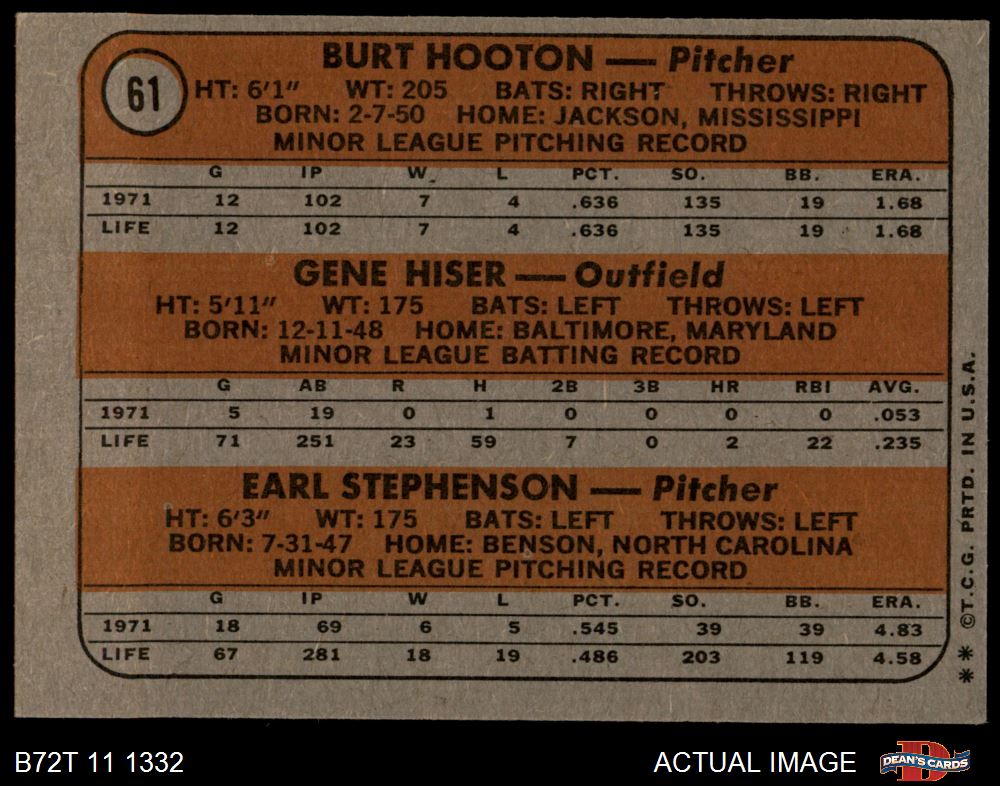 61
BURT HOOTON — Pitcher
HT: 6'1" WT: 205 BATS: RIGHT THROWS: RIGHT
BORN: 2-7-50 HOME: JACKSON, MISSISSIPPI
MINOR LEAGUE PITCHING RECORD
G IP W L PCT. SO. BB. ERA.
1971 12 102 7 4 .636 135 19 1.68
LIFE 12 102 7 4 .636 135 19 1.68
GENE HISER — Outfield
HT: 5'11" WT: 175 BATS: LEFT THROWS: LEFT
BORN: 12-11-48 HOME: BALTIMORE, MARYLAND
MINOR LEAGUE BATTING RECORD
G AB R H 2B 3B HR RBI AVG.
1971 5 19 0 1 0 0 0 0 .053
LIFE 71 251 23 59 7 0 2 22 .235
EARL STEPHENSON — Pitcher
HT: 6'3" WT: 175 BATS: LEFT THROWS: LEFT
BORN: 7-31-47 HOME: BENSON, NORTH CAROLINA
MINOR LEAGUE PITCHING RECORD
G IP W L PCT. SO. BB. ERA.
1971 18 69 6 5 .545 39 39 4.83
LIFE 67 281 18 19 .486 203 119 4.58
** ©T.C.G. PRTD. IN U.S.A.
B72T 11 1332
ACTUAL IMAGE
D
DEAN'S CARDS